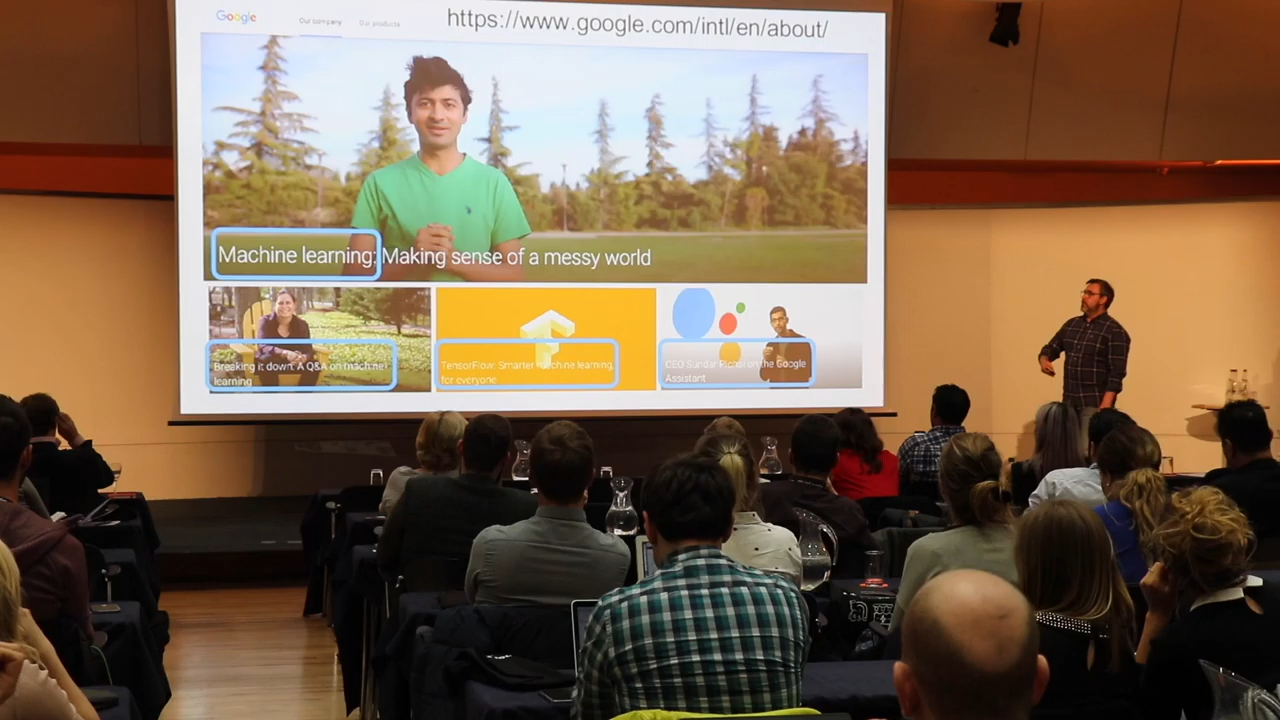 Google
Our company
Our products
https://www.google.com/intl/en/about/
Machine learning: Making sense of a messy world
Breaking it down: A Q&A on machine
learning
TensorFlow: Smarter machine learning
for everyone
CEO Sundar Pichai on the Google
Assistant